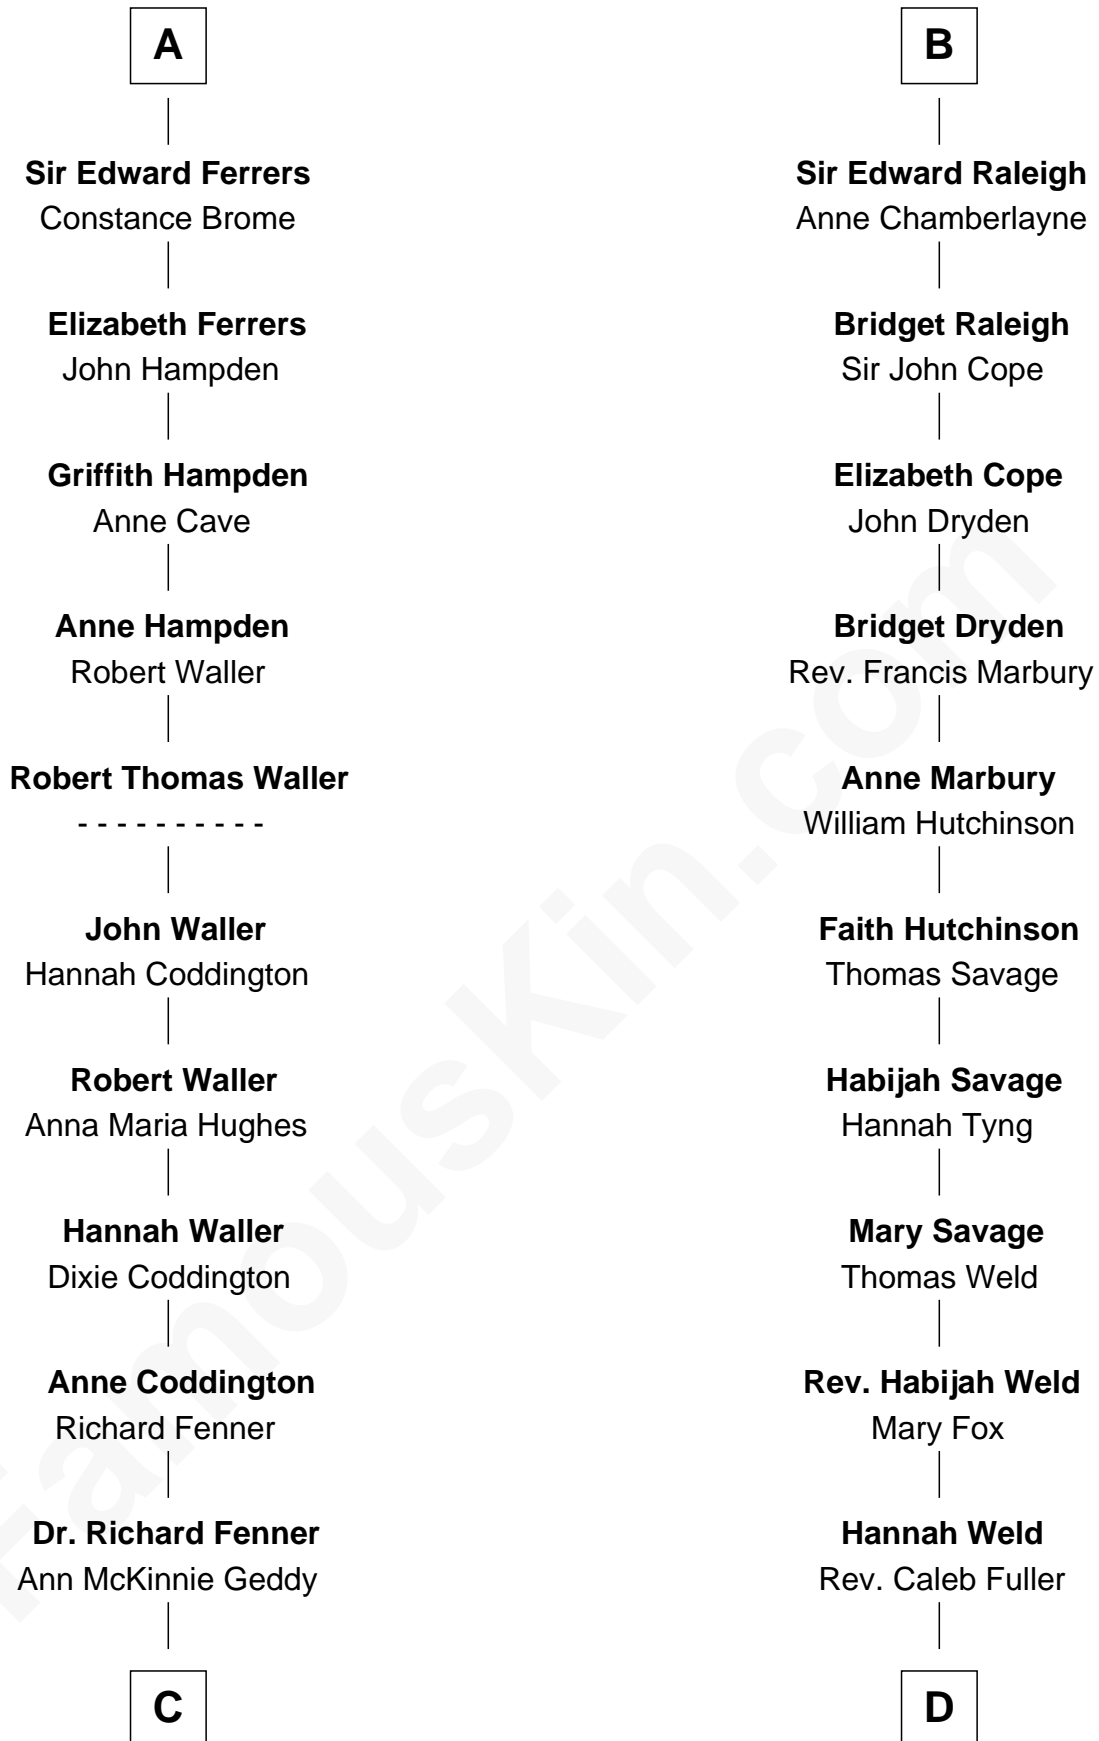 A
Sir Edward Ferrers
Constance Brome
Elizabeth Ferrers
John Hampden
Griffith Hampden
Anne Cave
Anne Hampden
Robert Waller
Robert Thomas Waller
- - - - - - - - - -
John Waller
Hannah Coddington
Robert Waller
Anna Maria Hughes
Hannah Waller
Dixie Coddington
Anne Coddington
Richard Fenner
Dr. Richard Fenner
Ann McKinnie Geddy
C
B
Sir Edward Raleigh
Anne Chamberlayne
Bridget Raleigh
Sir John Cope
Elizabeth Cope
John Dryden
Bridget Dryden
Rev. Francis Marbury
Anne Marbury
William Hutchinson
Faith Hutchinson
Thomas Savage
Habijah Savage
Hannah Tyng
Mary Savage
Thomas Weld
Rev. Habijah Weld
Mary Fox
Hannah Weld
Rev. Caleb Fuller
D
FamousKin.com